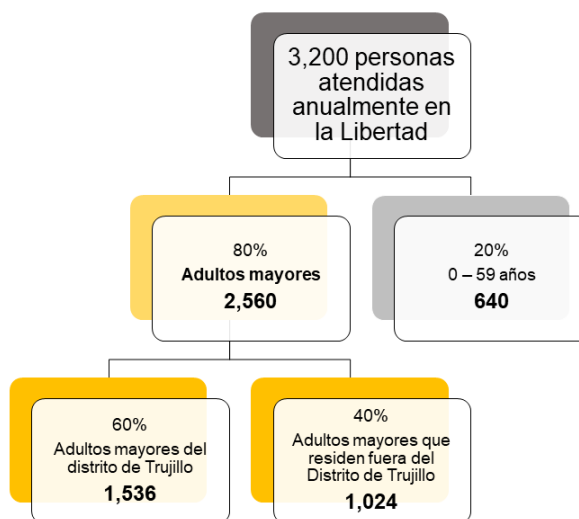 3,200 personas
atendidas
anualmente en
la Libertad
80%
Adultos mayores
2,560
20%
0 – 59 años
640
60%
Adultos mayores del
distrito de Trujillo
1,536
40%
Adultos mayores que
residen fuera del
Distrito de Trujillo
1,024